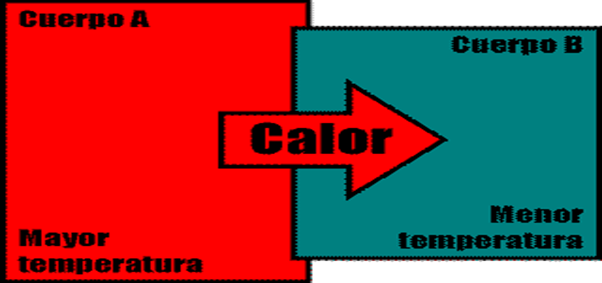 Cuerpo A
Cuerpo B
Calor
Mayor
temperatura
Menor
temperatura